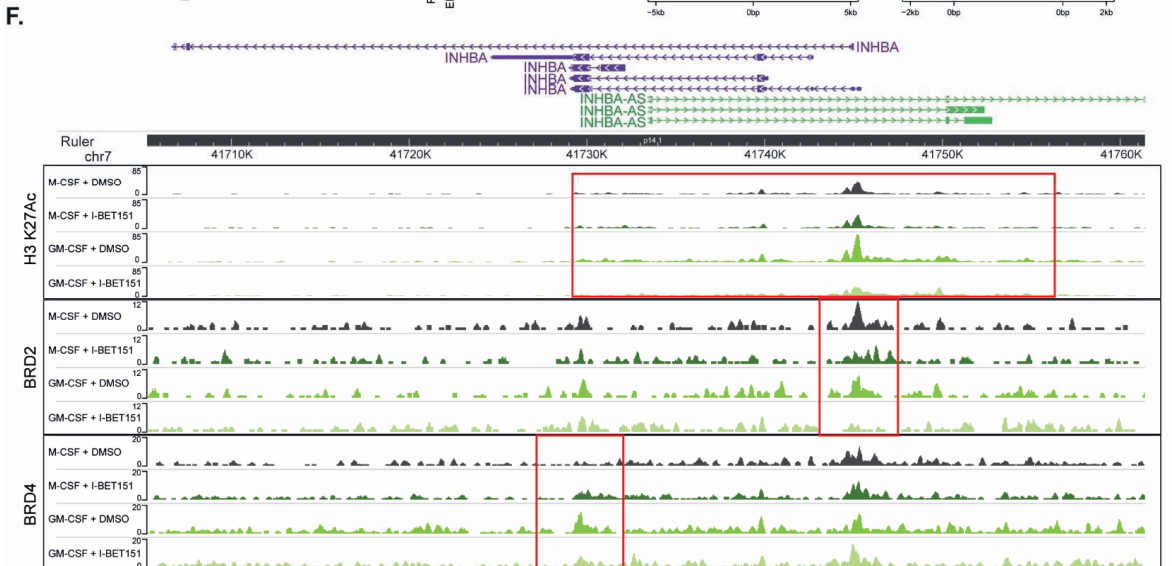 −5kb 0bp 5kb −2kb 0bp 0bp 2kb
F.
INHBA
INHBA
INHBA
INHBA
INHBA
INHBA-AS
INHBA-AS
INHBA-AS
Ruler p14.1
chr7 41710K 41720K 41730K 41740K 41750K 41760K
H3 K27Ac
M-CSF + DMSO 85 0
M-CSF + I-BET151 85 0
GM-CSF + DMSO 85 0
GM-CSF + I-BET151 85 0
BRD2
M-CSF + DMSO 12 0
M-CSF + I-BET151 12 0
GM-CSF + DMSO 12 0
GM-CSF + I-BET151 12 0
BRD4
M-CSF + DMSO 20 0
M-CSF + I-BET151 20 0
GM-CSF + DMSO 20 0
GM-CSF + I-BET151 20 0